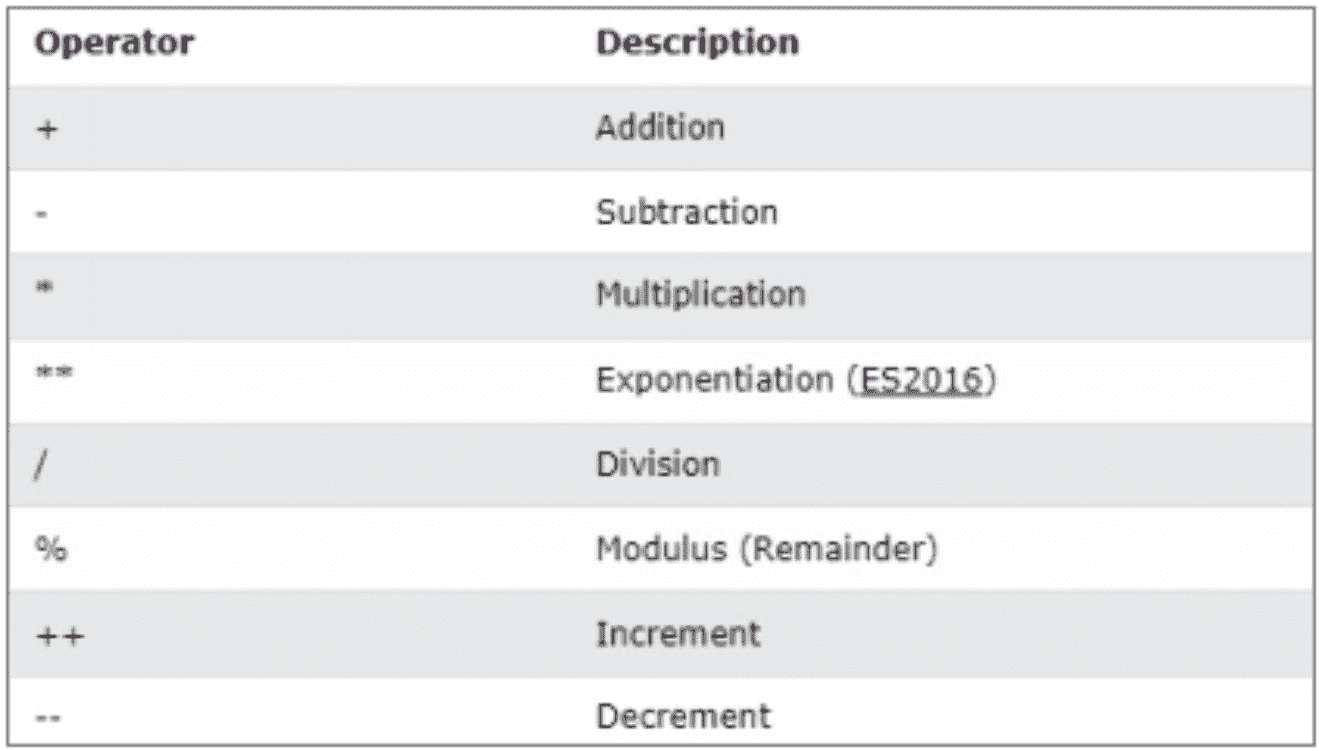 Operator Description
+ Addition
- Subtraction
* Multiplication
** Exponentiation (ES2016)
/ Division
% Modulus (Remainder)
++ Increment
-- Decrement